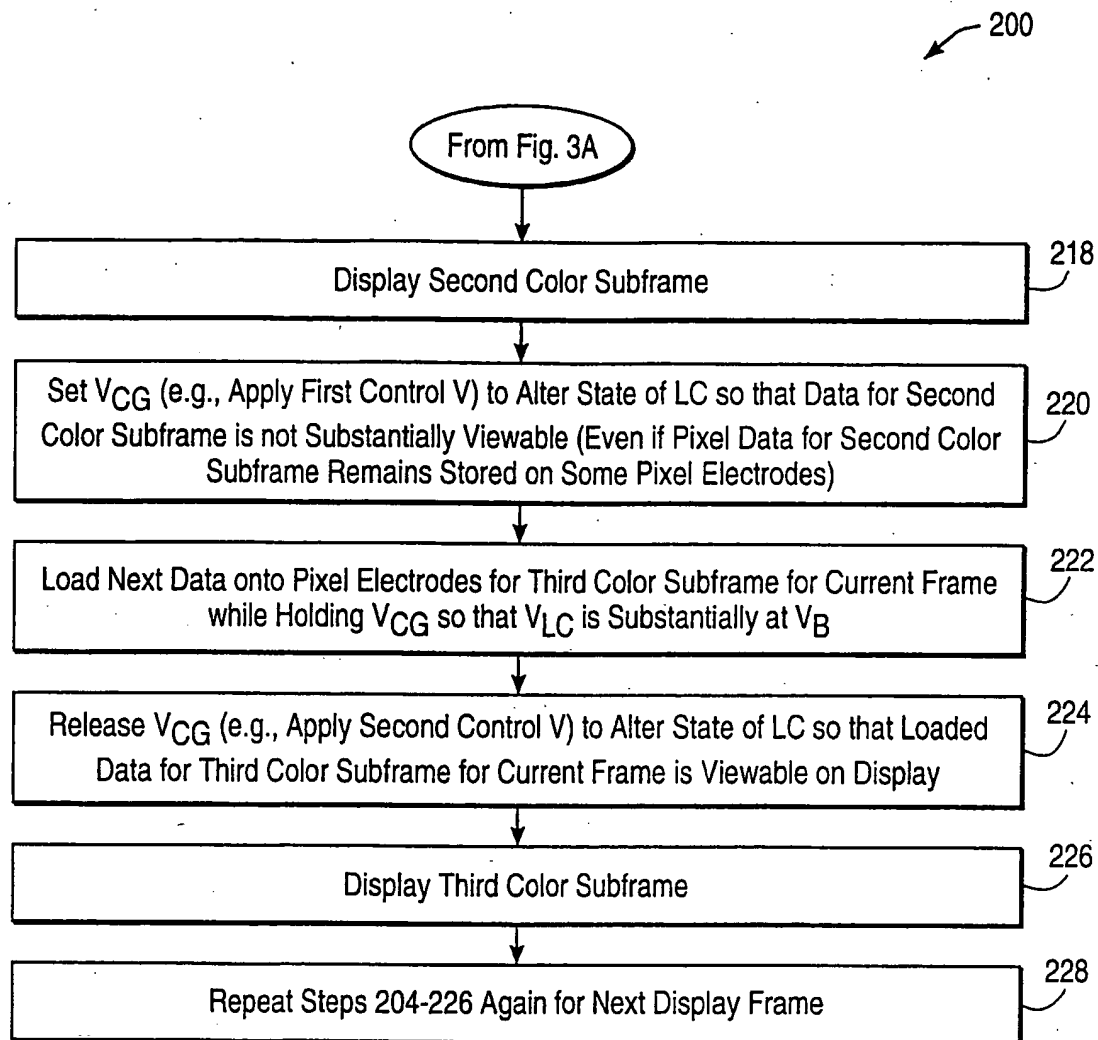 200
From Fig. 3A
Display Second Color Subframe
218
Set VCG (e.g., Apply First Control V) to Alter State of LC so that Data for Second
Color Subframe is not Substantially Viewable (Even if Pixel Data for Second Color
Subframe Remains Stored on Some Pixel Electrodes)
220
Load Next Data onto Pixel Electrodes for Third Color Subframe for Current Frame
while Holding VCG so that VLC is Substantially at VB
222
Release VCG (e.g., Apply Second Control V) to Alter State of LC so that Loaded
Data for Third Color Subframe for Current Frame is Viewable on Display
224
Display Third Color Subframe
226
Repeat Steps 204-226 Again for Next Display Frame
228